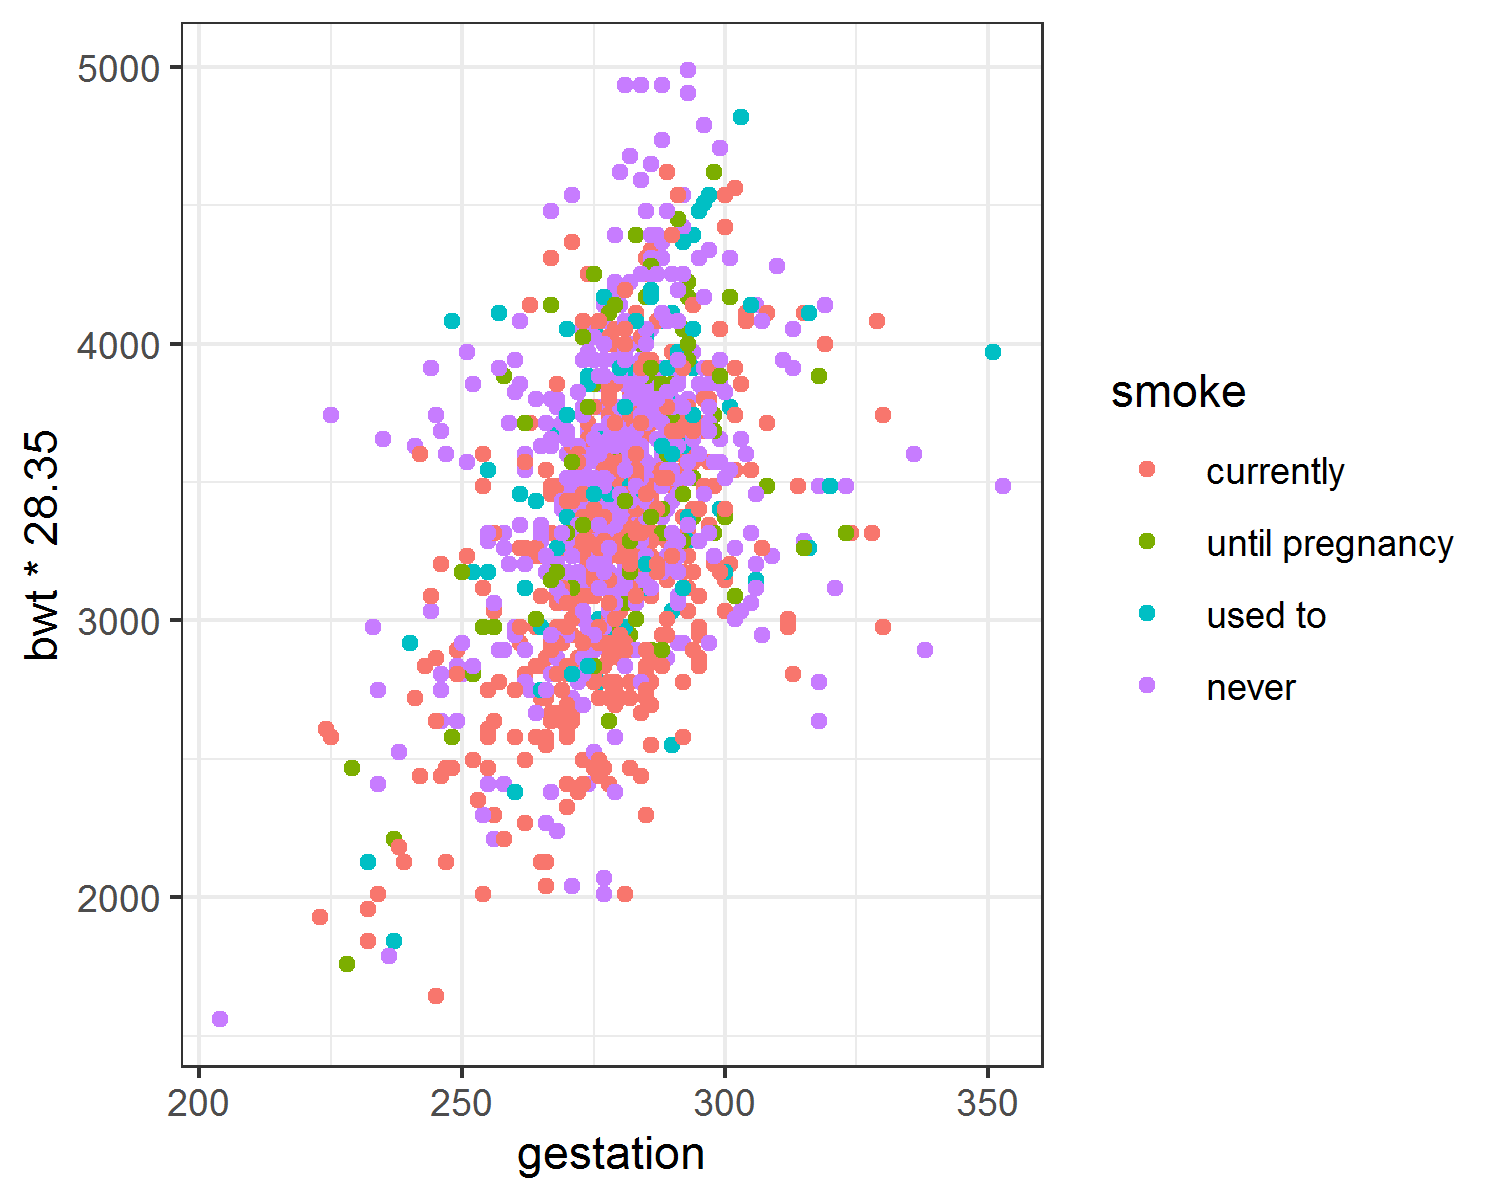 5000
4000
3000
2000
bwt * 28.35
200 250 300 350
gestation
smoke
currently
until pregnancy
used to
never